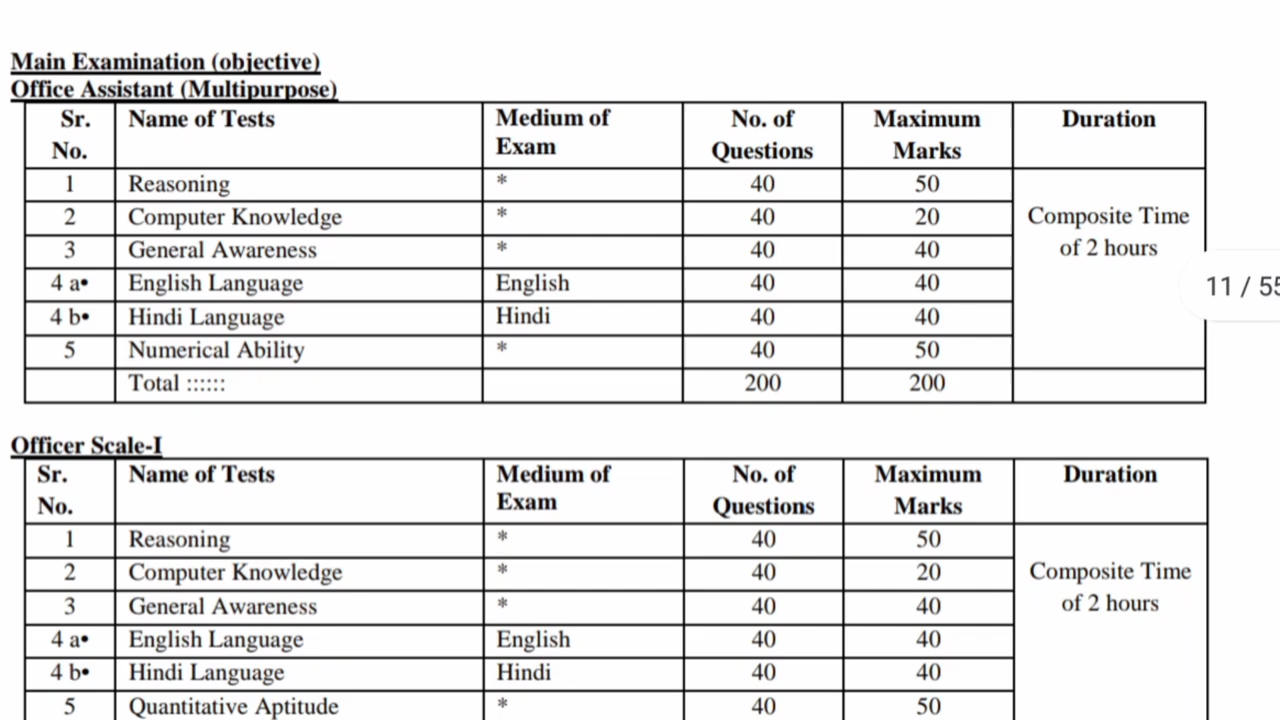 Main Examination (objective)
Office Assistant (Multipurpose)
Sr. No. Name of Tests Medium of Exam No. of Questions Maximum Marks Duration
1 Reasoning * 40 50 Composite Time of 2 hours
2 Computer Knowledge * 40 20
3 General Awareness * 40 40
4 a• English Language English 40 40
4 b• Hindi Language Hindi 40 40
5 Numerical Ability * 40 50
Total :::::: 200 200
11 / 55
Officer Scale-I
Sr. No. Name of Tests Medium of Exam No. of Questions Maximum Marks Duration
1 Reasoning * 40 50 Composite Time of 2 hours
2 Computer Knowledge * 40 20
3 General Awareness * 40 40
4 a• English Language English 40 40
4 b• Hindi Language Hindi 40 40
5 Quantitative Aptitude * 40 50